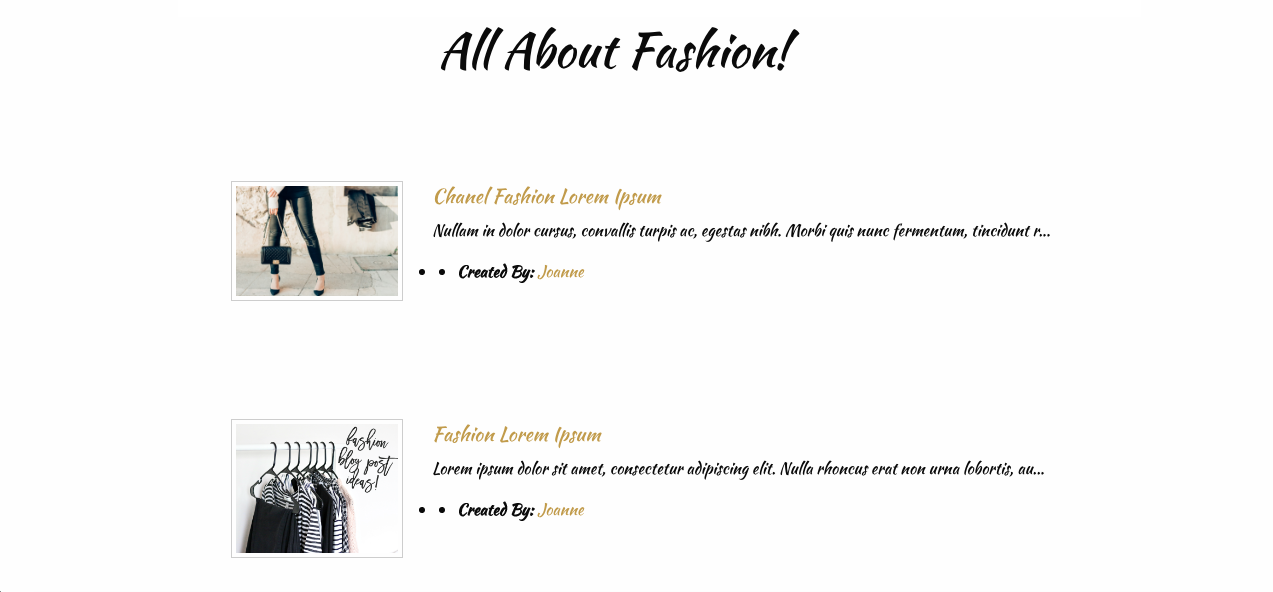 All About Fashion!
Chanel Fashion Lorem Ipsum
Nullam in dolor cursus, convallis turpis ac, egestas nibh. Morbi quis nunc fermentum, tincidunt r...
Created By: Joanne
fashion
blog post
ideas!
Fashion Lorem Ipsum
Lorem ipsum dolor sit amet, consectetur adipiscing elit. Nulla rhoncus erat non urna lobortis, au...
Created By: Joanne